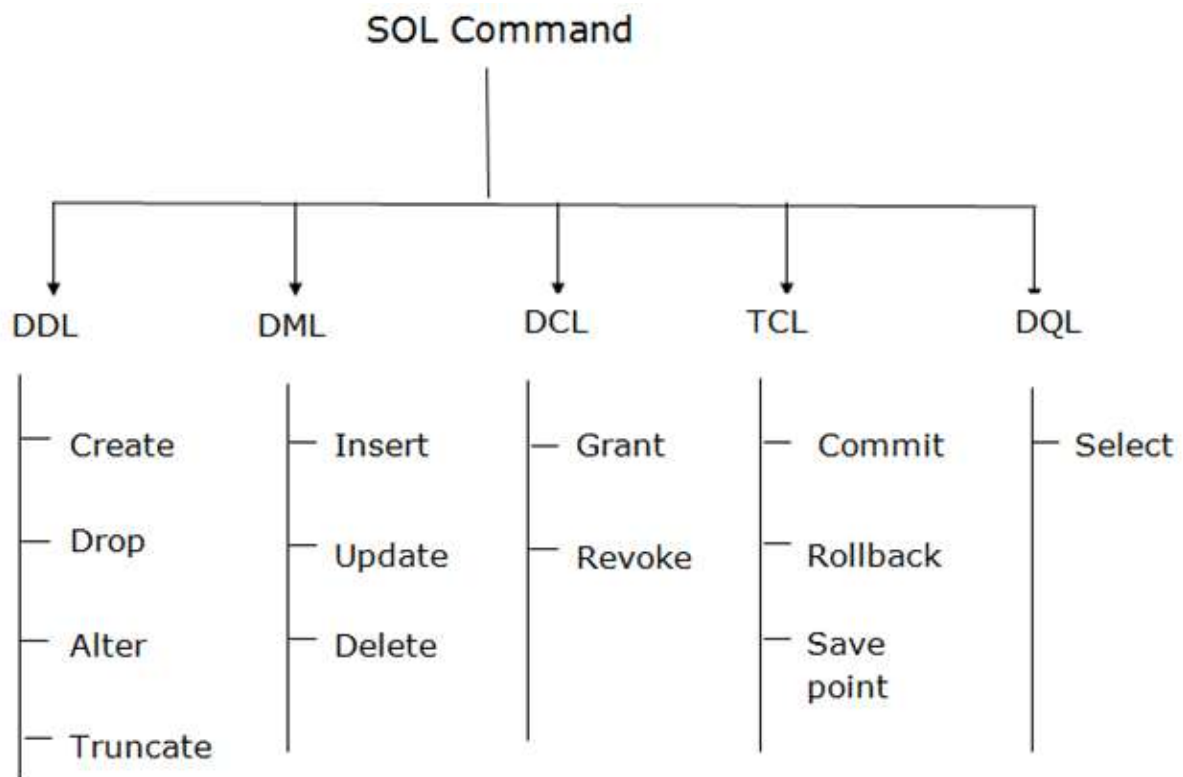 SOL Command
DDL
DML
DCL
TCL
DQL
Create
Drop
Alter
Truncate
Insert
Update
Delete
Grant
Revoke
Commit
Rollback
Save
point
Select